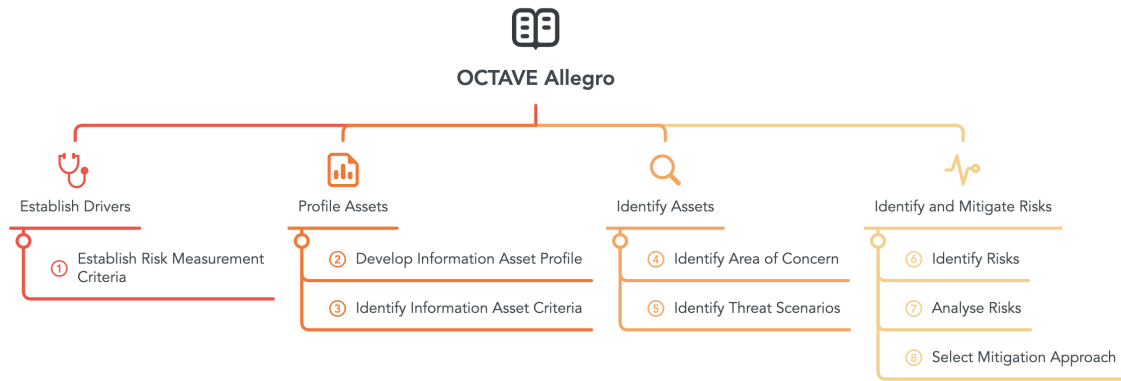 OCTAVE Allegro
Establish Drivers
1 Establish Risk Measurement
Criteria
Profile Assets
2 Develop Information Asset Profile
3 Identify Information Asset Criteria
Identify Assets
4 Identify Area of Concern
5 Identify Threat Scenarios
Identify and Mitigate Risks
6 Identify Risks
7 Analyse Risks
8 Select Mitigation Approach